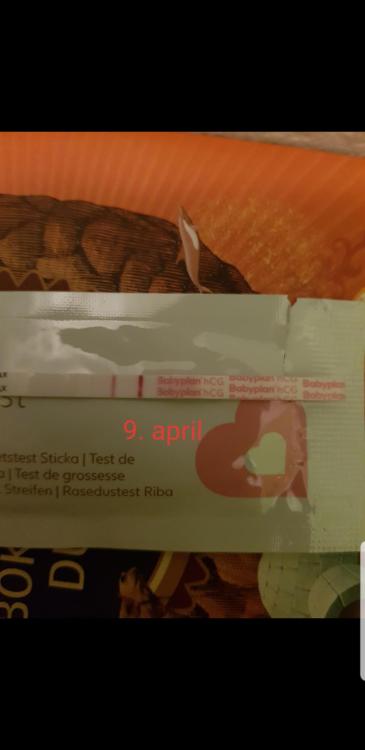 Babyplan hCG Babyplan hCG Babyplan
Babyplan hCG Babyplan hCG Babyplan
9. april
etstest Sticka | Test de
a | Test de grossesse
Streifen | Rasedustest Riba